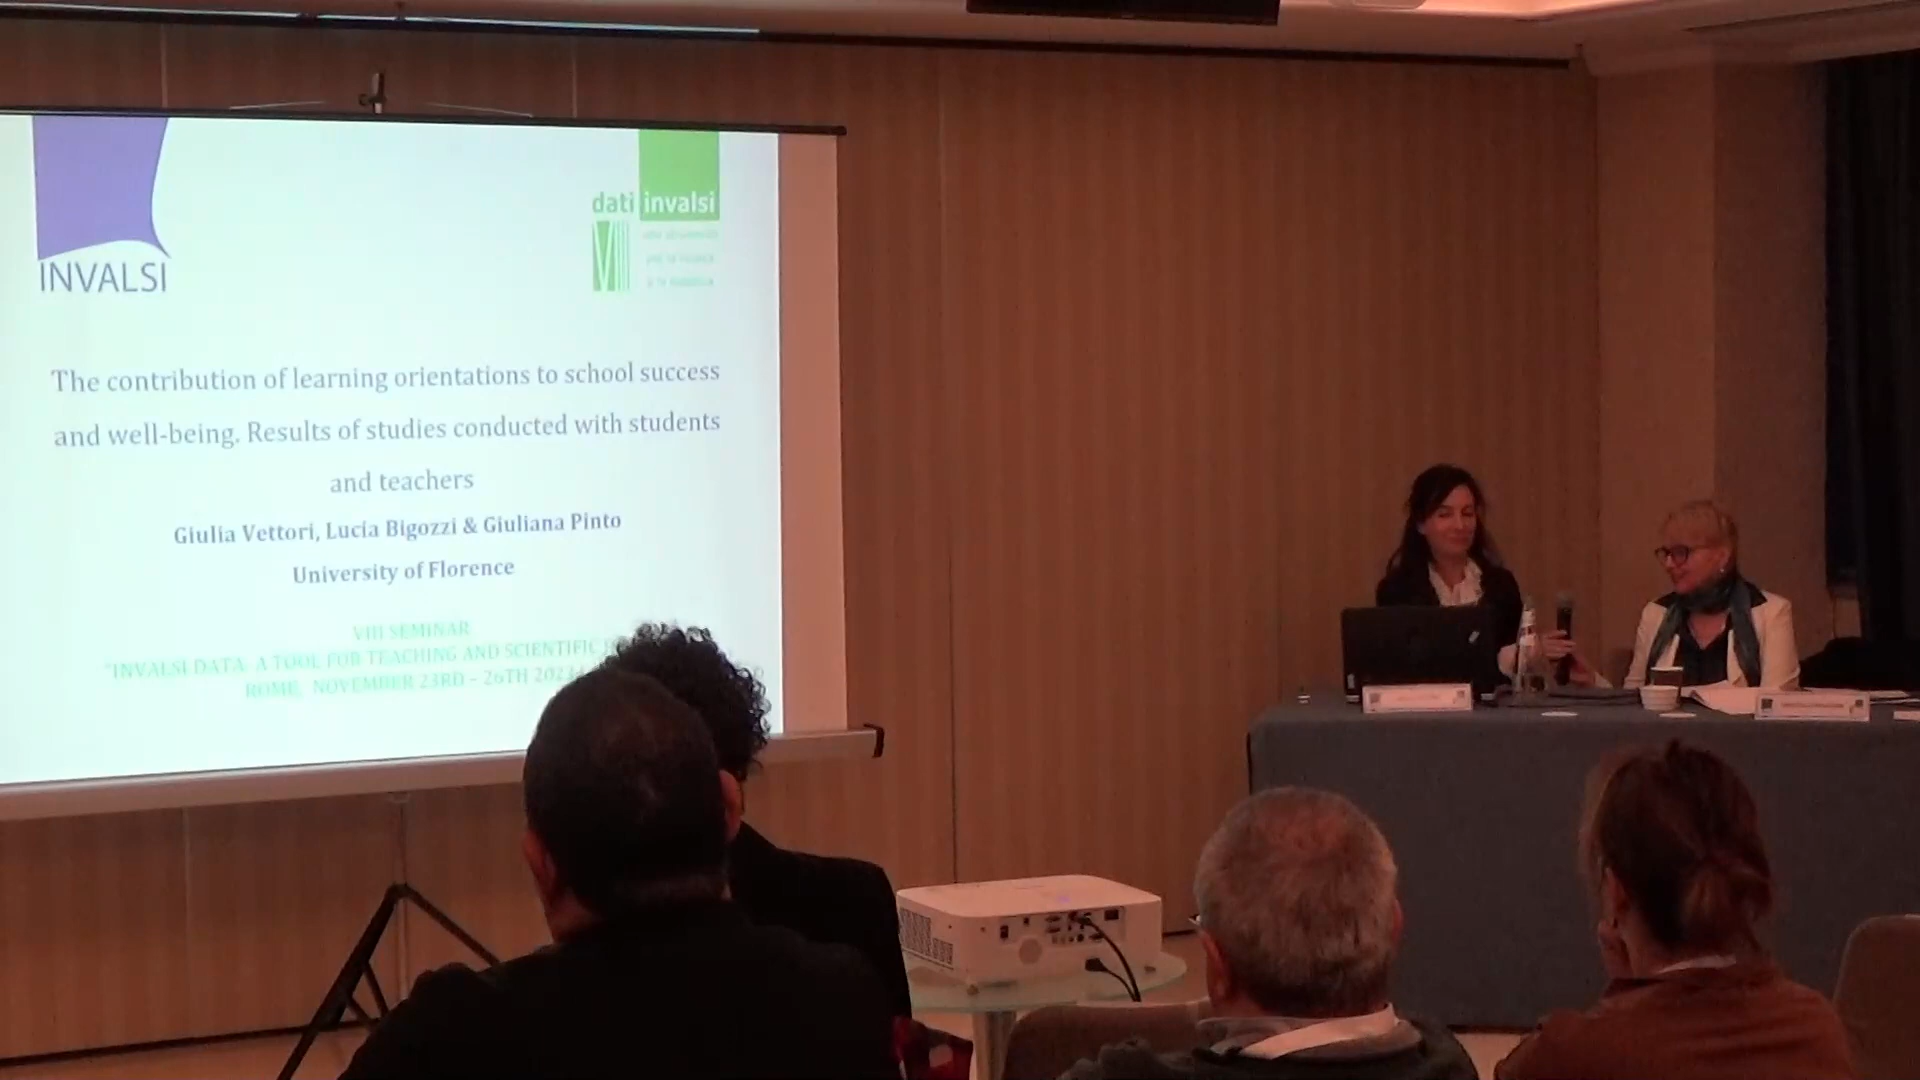 INVALSI
dati invalsi
VIII
The contribution of learning orientations to school success
and well-being. Results of studies conducted with students
and teachers
Giulia Vettori, Lucia Bigozzi & Giuliana Pinto
University of Florence
VIII SEMINAR
"INVALSI DATA: A TOOL FOR TEACHING AND SCIENTIFIC
ROME, NOVEMBER 23RD - 26TH 2023